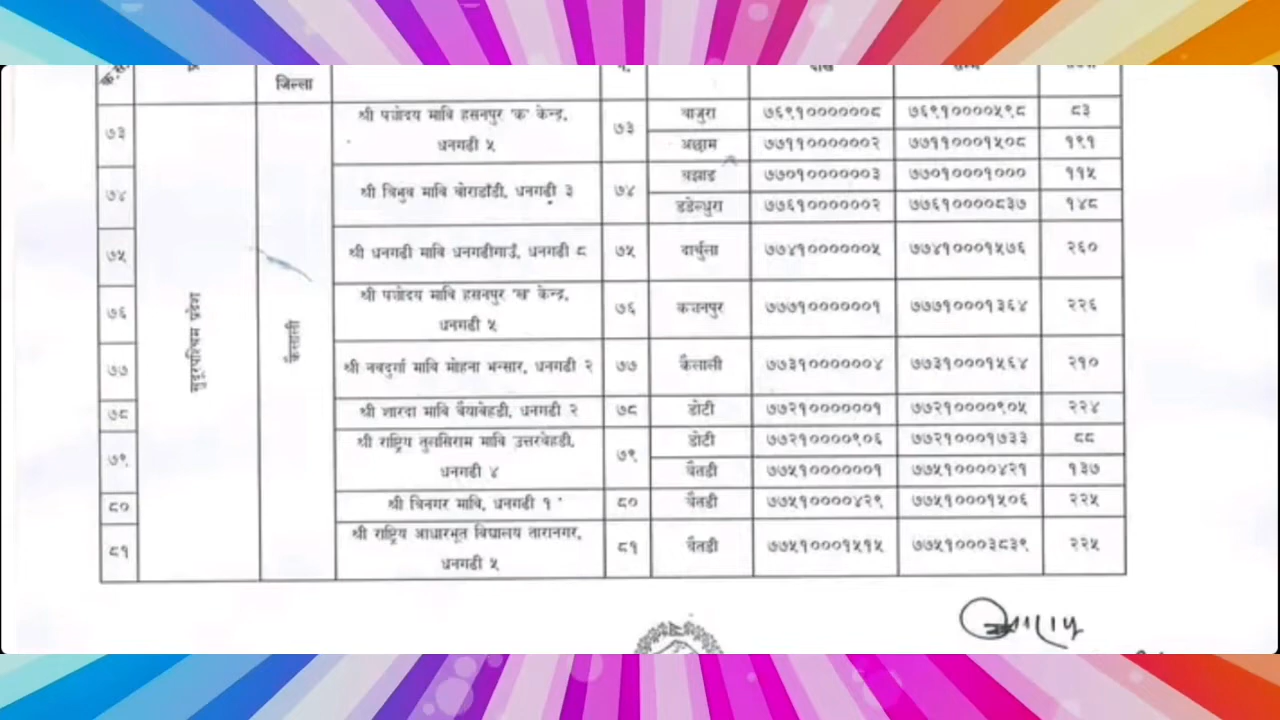 क्र.सं.
जिल्ला
न.
देखि
सम्म
७३ श्री पञ्चोदय मावि हसनपुर 'क' केन्द्र, ७३ बाजुरा ७६९१००००००८ ७६९१००००५९८ ८३
धनगढी ५ अछाम ७७११००००००२ ७७११०००१५०८ १९१
७४ श्री विभुव मावि बोराडाँडी, धनगढी ३ ७४ बझाङ ७७०१००००००३ ७७०१०००१००० ११५
डडेल्धुरा ७७६१००००००२ ७७६१००००८३७ १४८
७५ श्री धनगढी मावि धनगढीगाउँ, धनगढी ८ ७५ दार्चुला ७७४१००००००५ ७७४१०००१५७६ २६०
सुदूरपश्चिम प्रदेश
कैलाली
७६ श्री पञ्चोदय मावि हसनपुर 'ख' केन्द्र, ७६ कञ्चनपुर ७७७१००००००१ ७७७१०००१३६४ २२६
धनगढी ५
७७ श्री नवदुर्गा मावि मोहना भन्सार, धनगढी २ ७७ कैलाली ७७३१००००००४ ७७३१०००१५६४ २१०
७८ श्री शारदा मावि बैयाबेहडी, धनगढी २ ७८ डोटी ७७२१००००००१ ७७२१००००९०५ २२४
७९ श्री राष्ट्रिय तुलसिराम मावि उत्तरबेहडी, ७९ डोटी ७७२१००००९०६ ७७२१०००१७३३ ८८
धनगढी ४ बैतडी ७७५१००००००१ ७७५१००००४२१ १३७
८० श्री त्रिनगर मावि, धनगढी १ ८० बैतडी ७७५१००००४२९ ७७५१०००१५०६ २२५
८१ श्री राष्ट्रिय आधारभूत विद्यालय तारानगर, ८१ बैतडी ७७५१०००१५१५ ७७५१०००३८३९ २२५
धनगढी ५